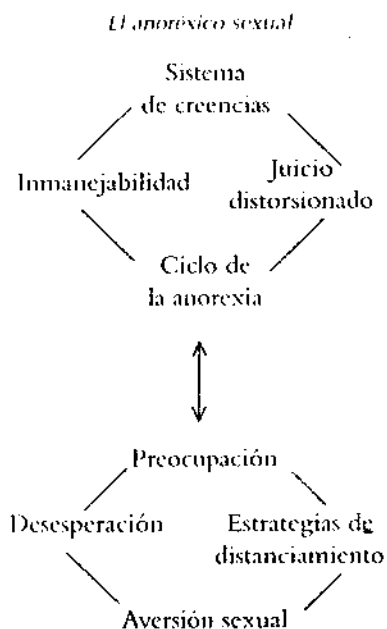 El anoréxico sexual
Sistema
de creencias
Inmanejabilidad
Juicio
distorsionado
Ciclo de
la anorexia
Preocupación
Desesperación
Estrategias de
distanciamiento
Aversión sexual